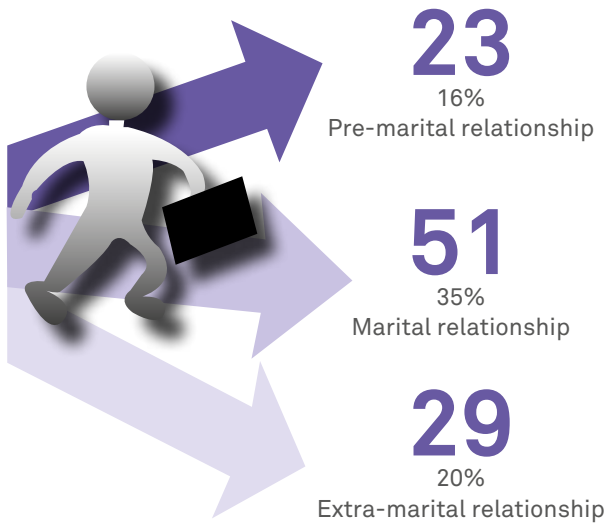 23
16%
Pre-marital relationship
51
35%
Marital relationship
29
20%
Extra-marital relationship